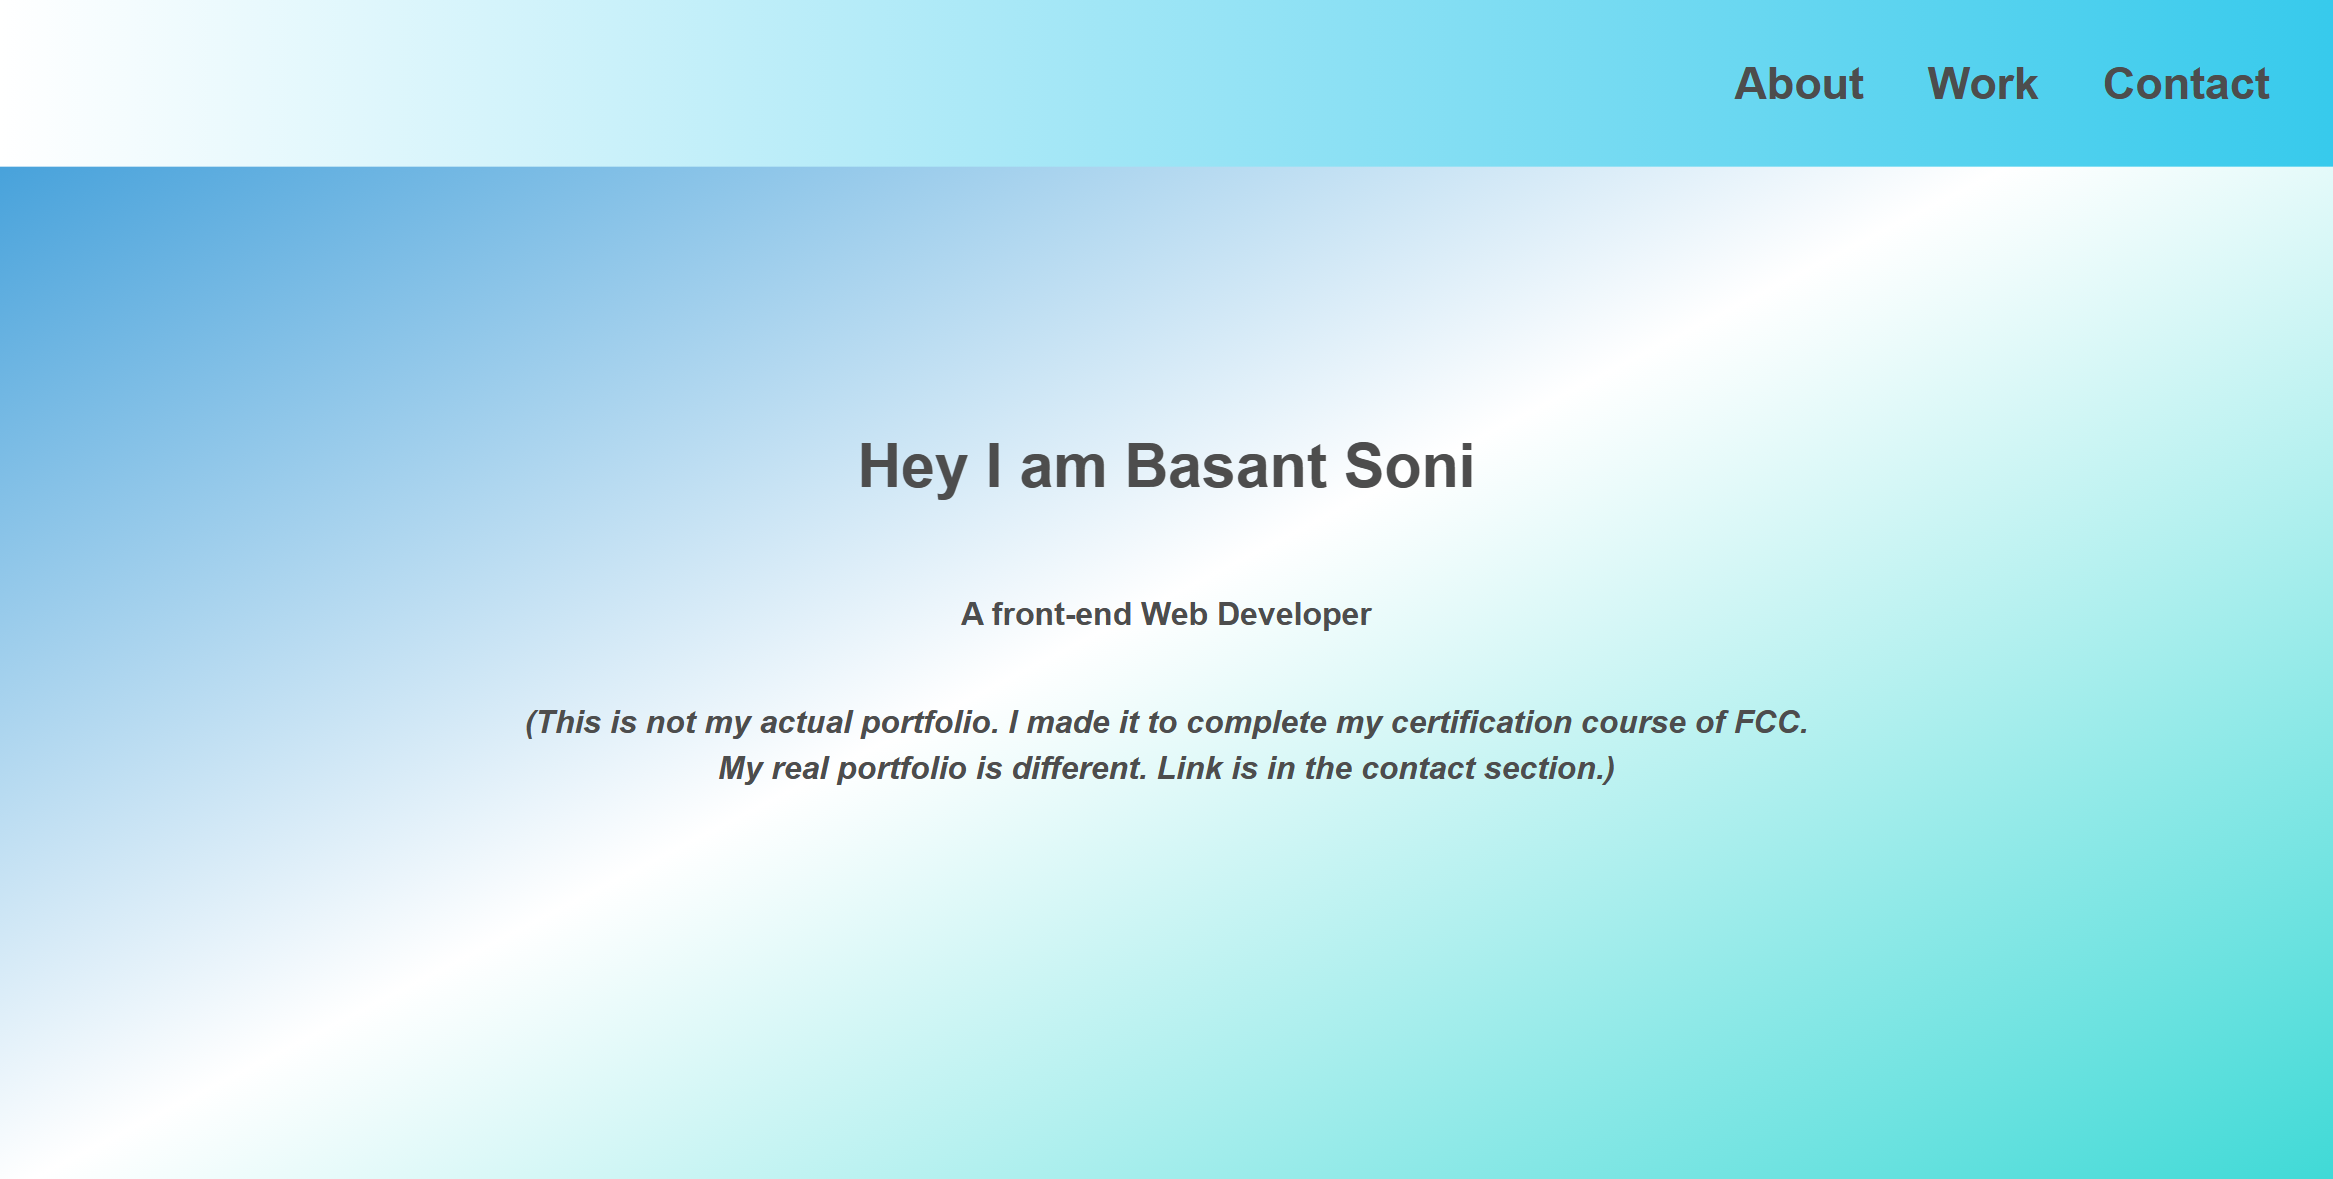 About Work Contact
Hey I am Basant Soni
A front-end Web Developer
(This is not my actual portfolio. I made it to complete my certification course of FCC.
My real portfolio is different. Link is in the contact section.)